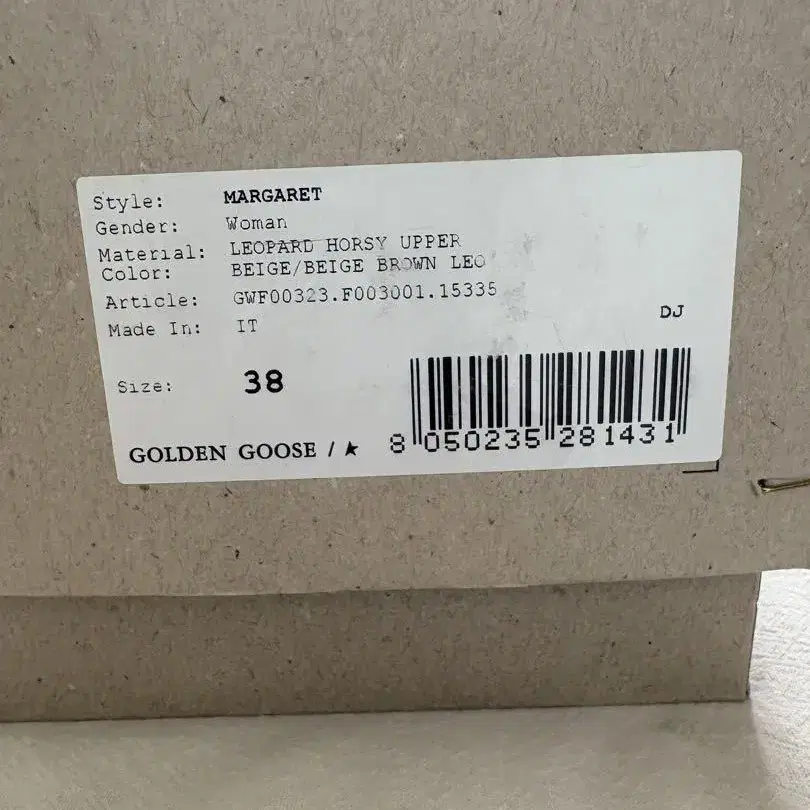 Style: MARGARET
Gender: Woman
Material: LEOPARD HORSY UPPER
Color: BEIGE/BEIGE BROWN LEO
Article: GWF00323.F003001.15335
Made In: IT
DJ
Size: 38
GOLDEN GOOSE / ★
8 050235 281431